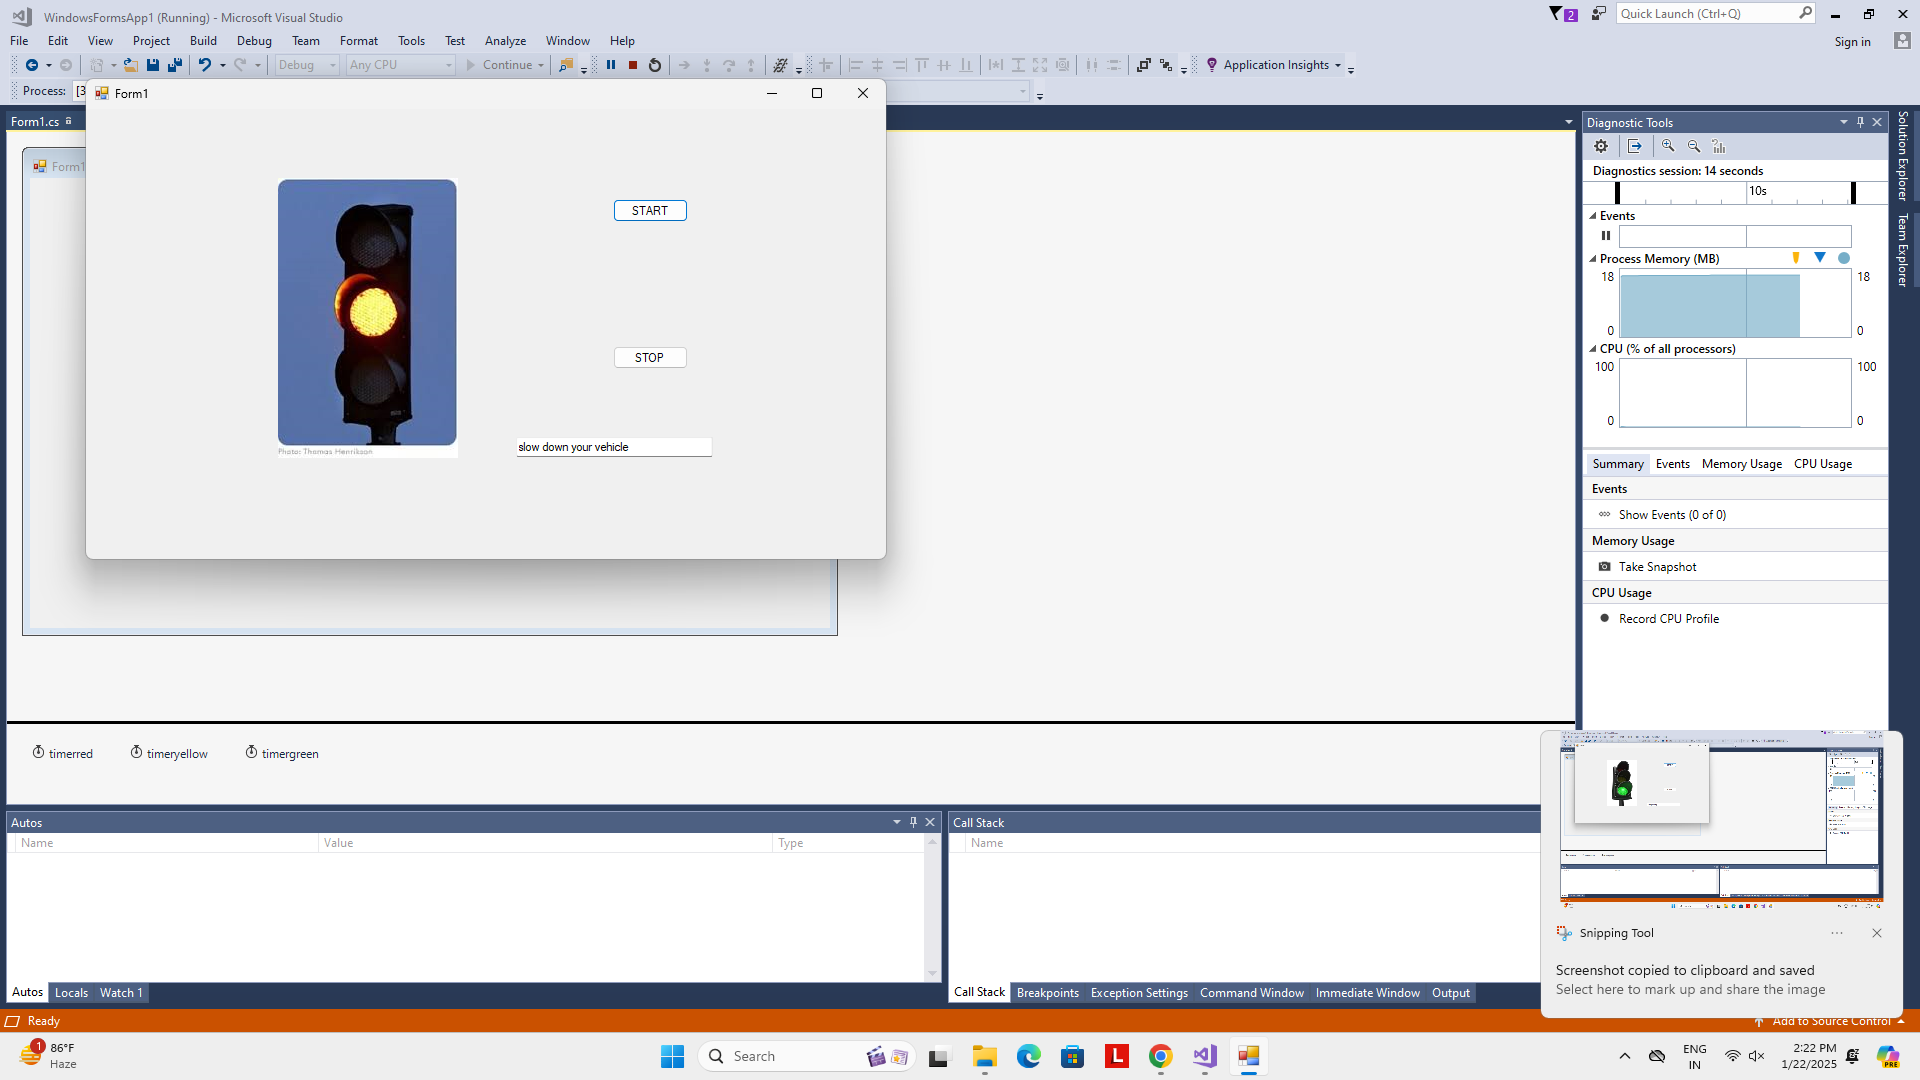 WindowsFormsApp1 (Running) - Microsoft Visual Studio
2
Quick Launch (Ctrl+Q)
File Edit View Project Build Debug Team Format Tools Test Analyze Window Help
Sign in
Debug Any CPU Continue Application Insights
Process: [3
Form1
Form1.cs
Form1
START
STOP
slow down your vehicle
Photo: Thomas Henrikson
timerred timeryellow timergreen
Diagnostic Tools
Diagnostics session: 14 seconds
10s
Events
Process Memory (MB)
18 18
0 0
CPU (% of all processors)
100 100
0 0
Summary Events Memory Usage CPU Usage
Events
Show Events (0 of 0)
Memory Usage
Take Snapshot
CPU Usage
Record CPU Profile
Solution Explorer
Team Explorer
Autos
Name Value Type
Autos Locals Watch 1
Call Stack
Name
Call Stack Breakpoints Exception Settings Command Window Immediate Window Output
Snipping Tool
Screenshot copied to clipboard and saved
Select here to mark up and share the image
Ready
Add to Source Control
1
86°F
Haze
Search
L
ENG
IN
2:22 PM
1/22/2025
PRE